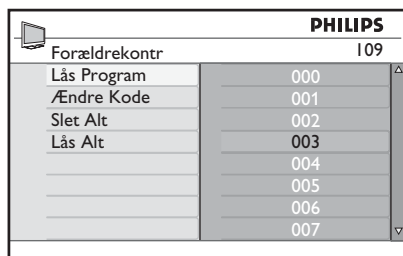 PHILIPS
Forældrekontr 109
Lås Program 000
Ændre Kode 001
Slet Alt 002
Lås Alt 003
004
005
006
007